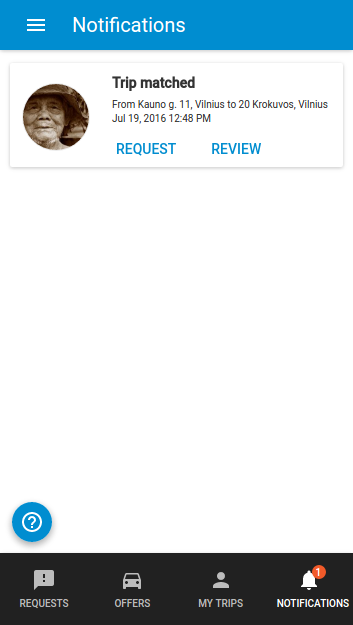 Notifications
Trip matched
From Kauno g. 11, Vilnius to 20 Krokuvos, Vilnius
Jul 19, 2016 12:48 PM
REQUEST REVIEW
1
REQUESTS OFFERS MY TRIPS NOTIFICATIONS